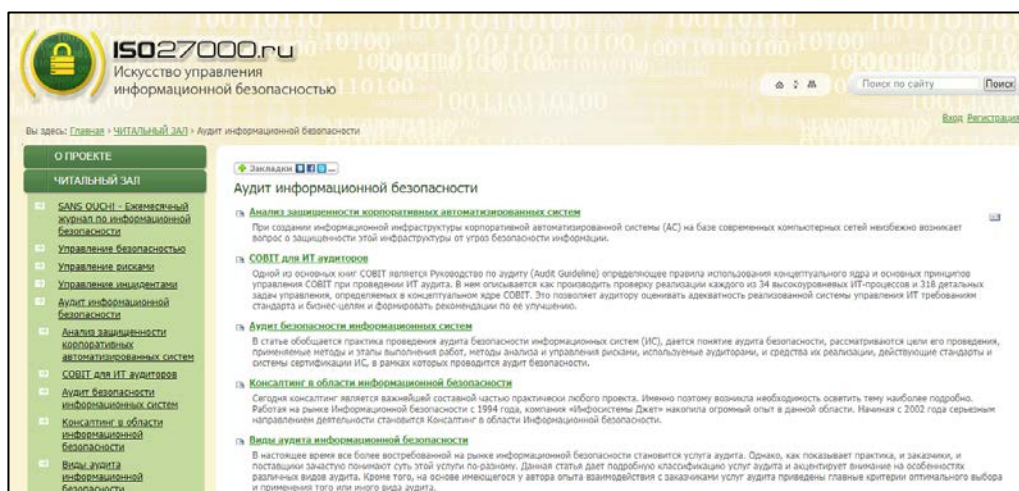 ISO27000.ru
Искусство управления
информационной безопасностью
Поиск по сайту
Поиск
Вход Регистрация
Вы здесь: Главная › ЧИТАЛЬНЫЙ ЗАЛ › Аудит информационной безопасности
О ПРОЕКТЕ
ЧИТАЛЬНЫЙ ЗАЛ
SANS OUCH! - Ежемесячный
журнал по информационной
безопасности
Управление безопасностью
Управление рисками
Управление инцидентами
Аудит информационной
безопасности
Анализ защищенности
корпоративных
автоматизированных систем
COBIT для ИТ аудиторов
Аудит безопасности
информационных систем
Консалтинг в области
информационной
безопасности
Виды аудита
информационной
безопасности
Закладки
Аудит информационной безопасности
Анализ защищенности корпоративных автоматизированных систем
При создании информационной инфраструктуры корпоративной автоматизированной системы (АС) на базе современных компьютерных сетей неизбежно возникает
вопрос о защищенности этой инфраструктуры от угроз безопасности информации.
COBIT для ИТ аудиторов
Одной из основных книг COBIT является Руководство по аудиту (Audit Guideline) определяющее правила использования концептуального ядра и основных принципов
управления COBIT при проведении ИТ аудита. В нем описывается как производить проверку реализации каждого из 34 высокоуровневых ИТ-процессов и 318 детальных
задач управления, определяемых в концептуальном ядре COBIT. Это позволяет аудитору оценивать адекватность реализованной системы управления ИТ требованиям
стандарта и бизнес-целям и формировать рекомендации по ее улучшению.
Аудит безопасности информационных систем
В статье обобщается практика проведения аудита безопасности информационных систем (ИС), дается понятие аудита безопасности, рассматриваются цели его проведения,
применяемые методы и этапы выполнения работ, методы анализа и управления рисками, используемые аудиторами, и средства их реализации, действующие стандарты и
системы сертификации ИС, в рамках которых проводится аудит безопасности.
Консалтинг в области информационной безопасности
Сегодня консалтинг является важнейшей составной частью практически любого проекта. Именно поэтому возникла необходимость осветить тему наиболее подробно.
Работая на рынке Информационной безопасности с 1994 года, компания «Инфосистемы Джет» накопила огромный опыт в данной области. Начиная с 2002 года серьезным
направлением деятельности становится Консалтинг в области Информационной безопасности.
Виды аудита информационной безопасности
В настоящее время все более востребованной на рынке информационной безопасности становится услуга аудита. Однако, как показывает практика, и заказчики, и
поставщики зачастую понимают суть этой услуги по-разному. Данная статья дает подробную классификацию услуг аудита и акцентирует внимание на особенностях
различных видов аудита. Кроме того, на основе имеющегося у автора опыта взаимодействия с заказчиками услуг аудита приведены главные критерии оптимального выбора
и применения того или иного вида аудита.